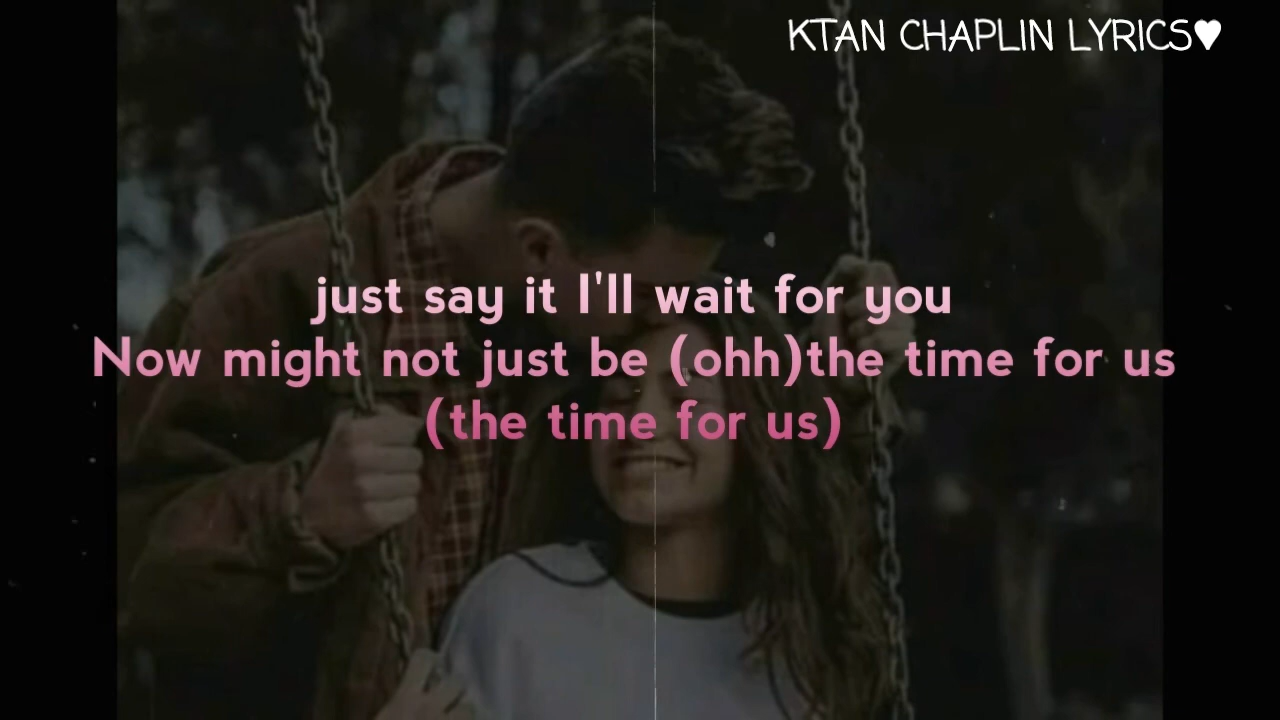 KTAN CHAPLIN LYRICS♥
just say it I'll wait for you
Now might not just be (ohh)the time for us
(the time for us)